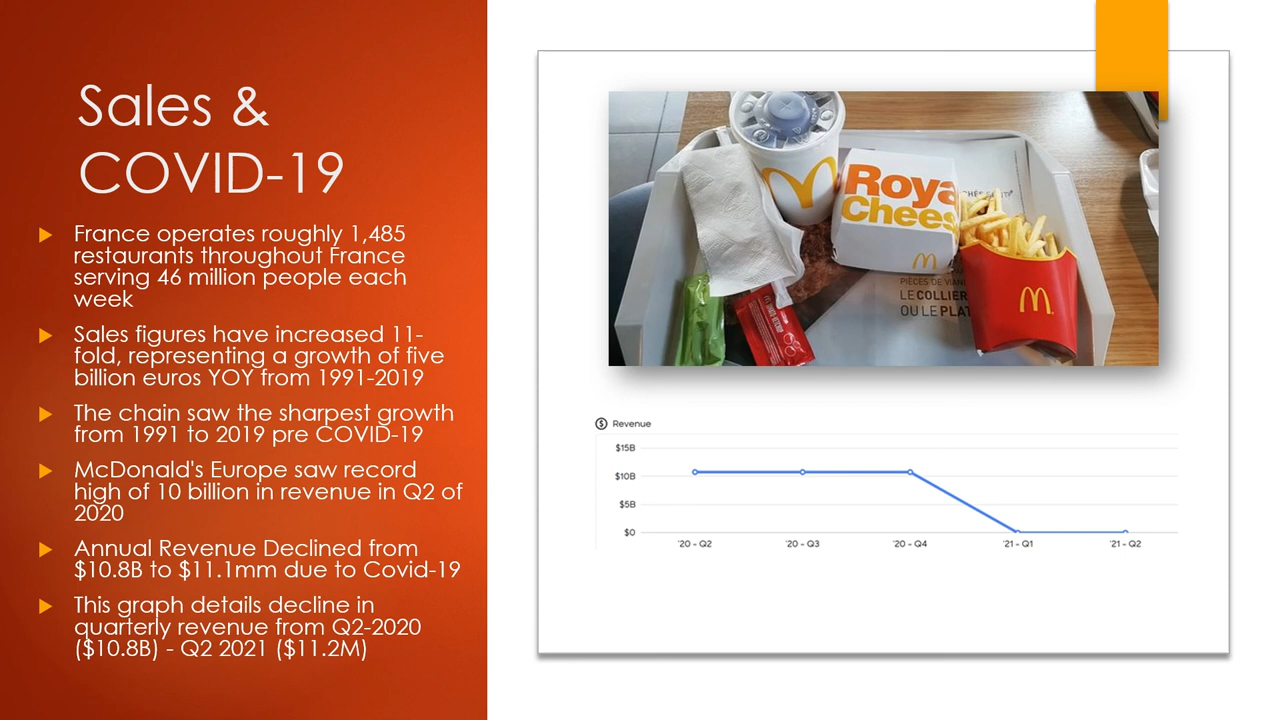 Sales &
COVID-19
France operates roughly 1,485
restaurants throughout France
serving 46 million people each
week
Sales figures have increased 11-
fold, representing a growth of five
billion euros YOY from 1991-2019
The chain saw the sharpest growth
from 1991 to 2019 pre COVID-19
McDonald's Europe saw record
high of 10 billion in revenue in Q2 of
2020
Annual Revenue Declined from
$10.8B to $11.1mm due to Covid-19
This graph details decline in
quarterly revenue from Q2-2020
($10.8B) - Q2 2021 ($11.2M)
Roya
Chees
PIÈCES DE VIAN
LE COLLIER
OU LE PLAT
Revenue
$15B
$10B
$5B
$0
'20 - Q2 '20 - Q3 '20 - Q4 '21 - Q1 '21 - Q2